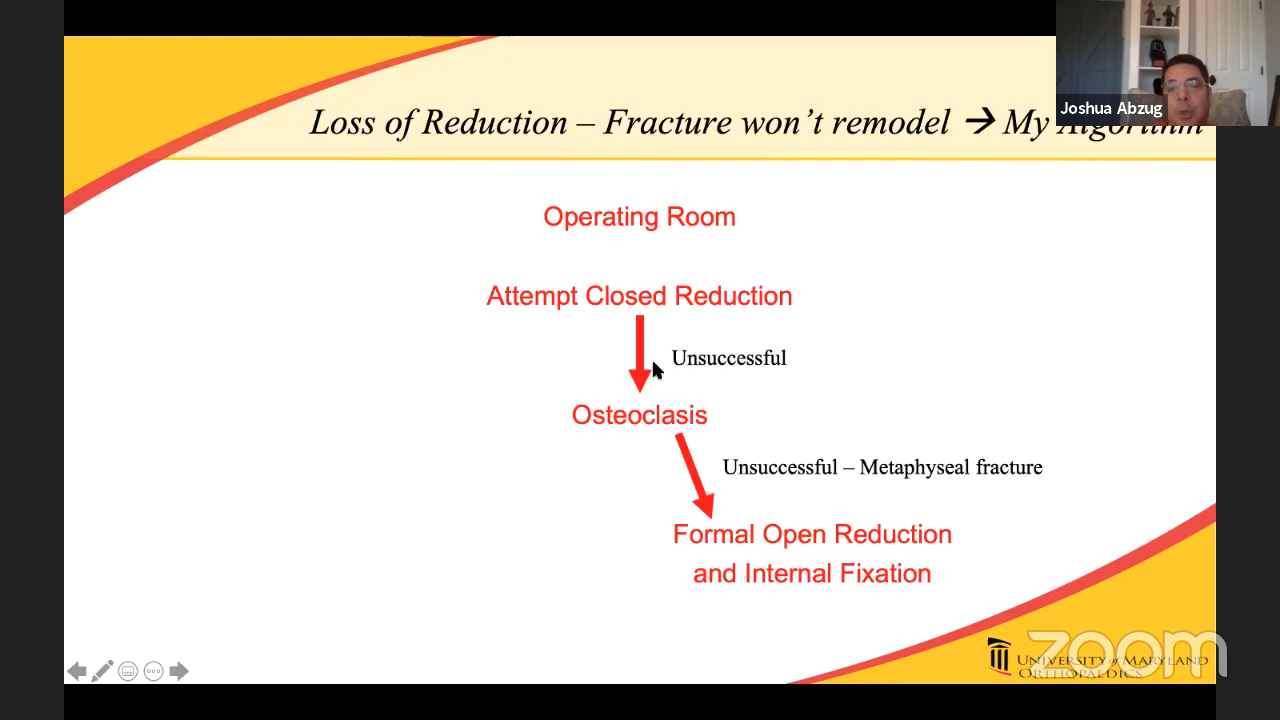 Joshua Abzug
Loss of Reduction – Fracture won't remodel → My Algorithm
Operating Room
Attempt Closed Reduction
Unsuccessful
Osteoclasis
Unsuccessful – Metaphyseal fracture
Formal Open Reduction
and Internal Fixation
zoom
UNIVERSITY of MARYLAND
ORTHOPAEDICS